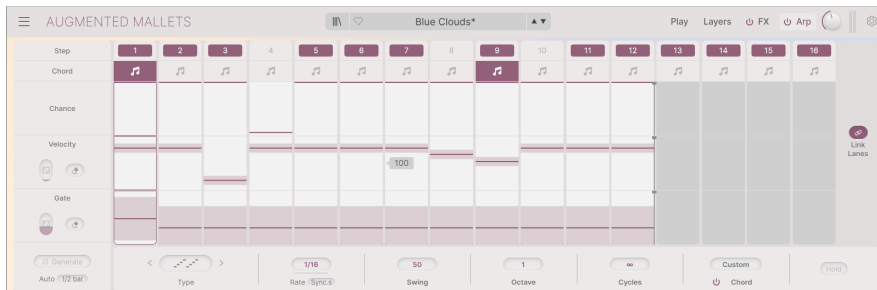 AUGMENTED MALLETS Blue Clouds* Play Layers FX Arp
Step 1 2 3 4 5 6 7 8 9 10 11 12 13 14 15 16
Chord
Chance
Velocity
100
Link
Lanes
Gate
Generate 1/16 50 1 ∞ Custom Hold
Auto 1/2 bar Type Rate Sync.s Swing Octave Cycles Chord